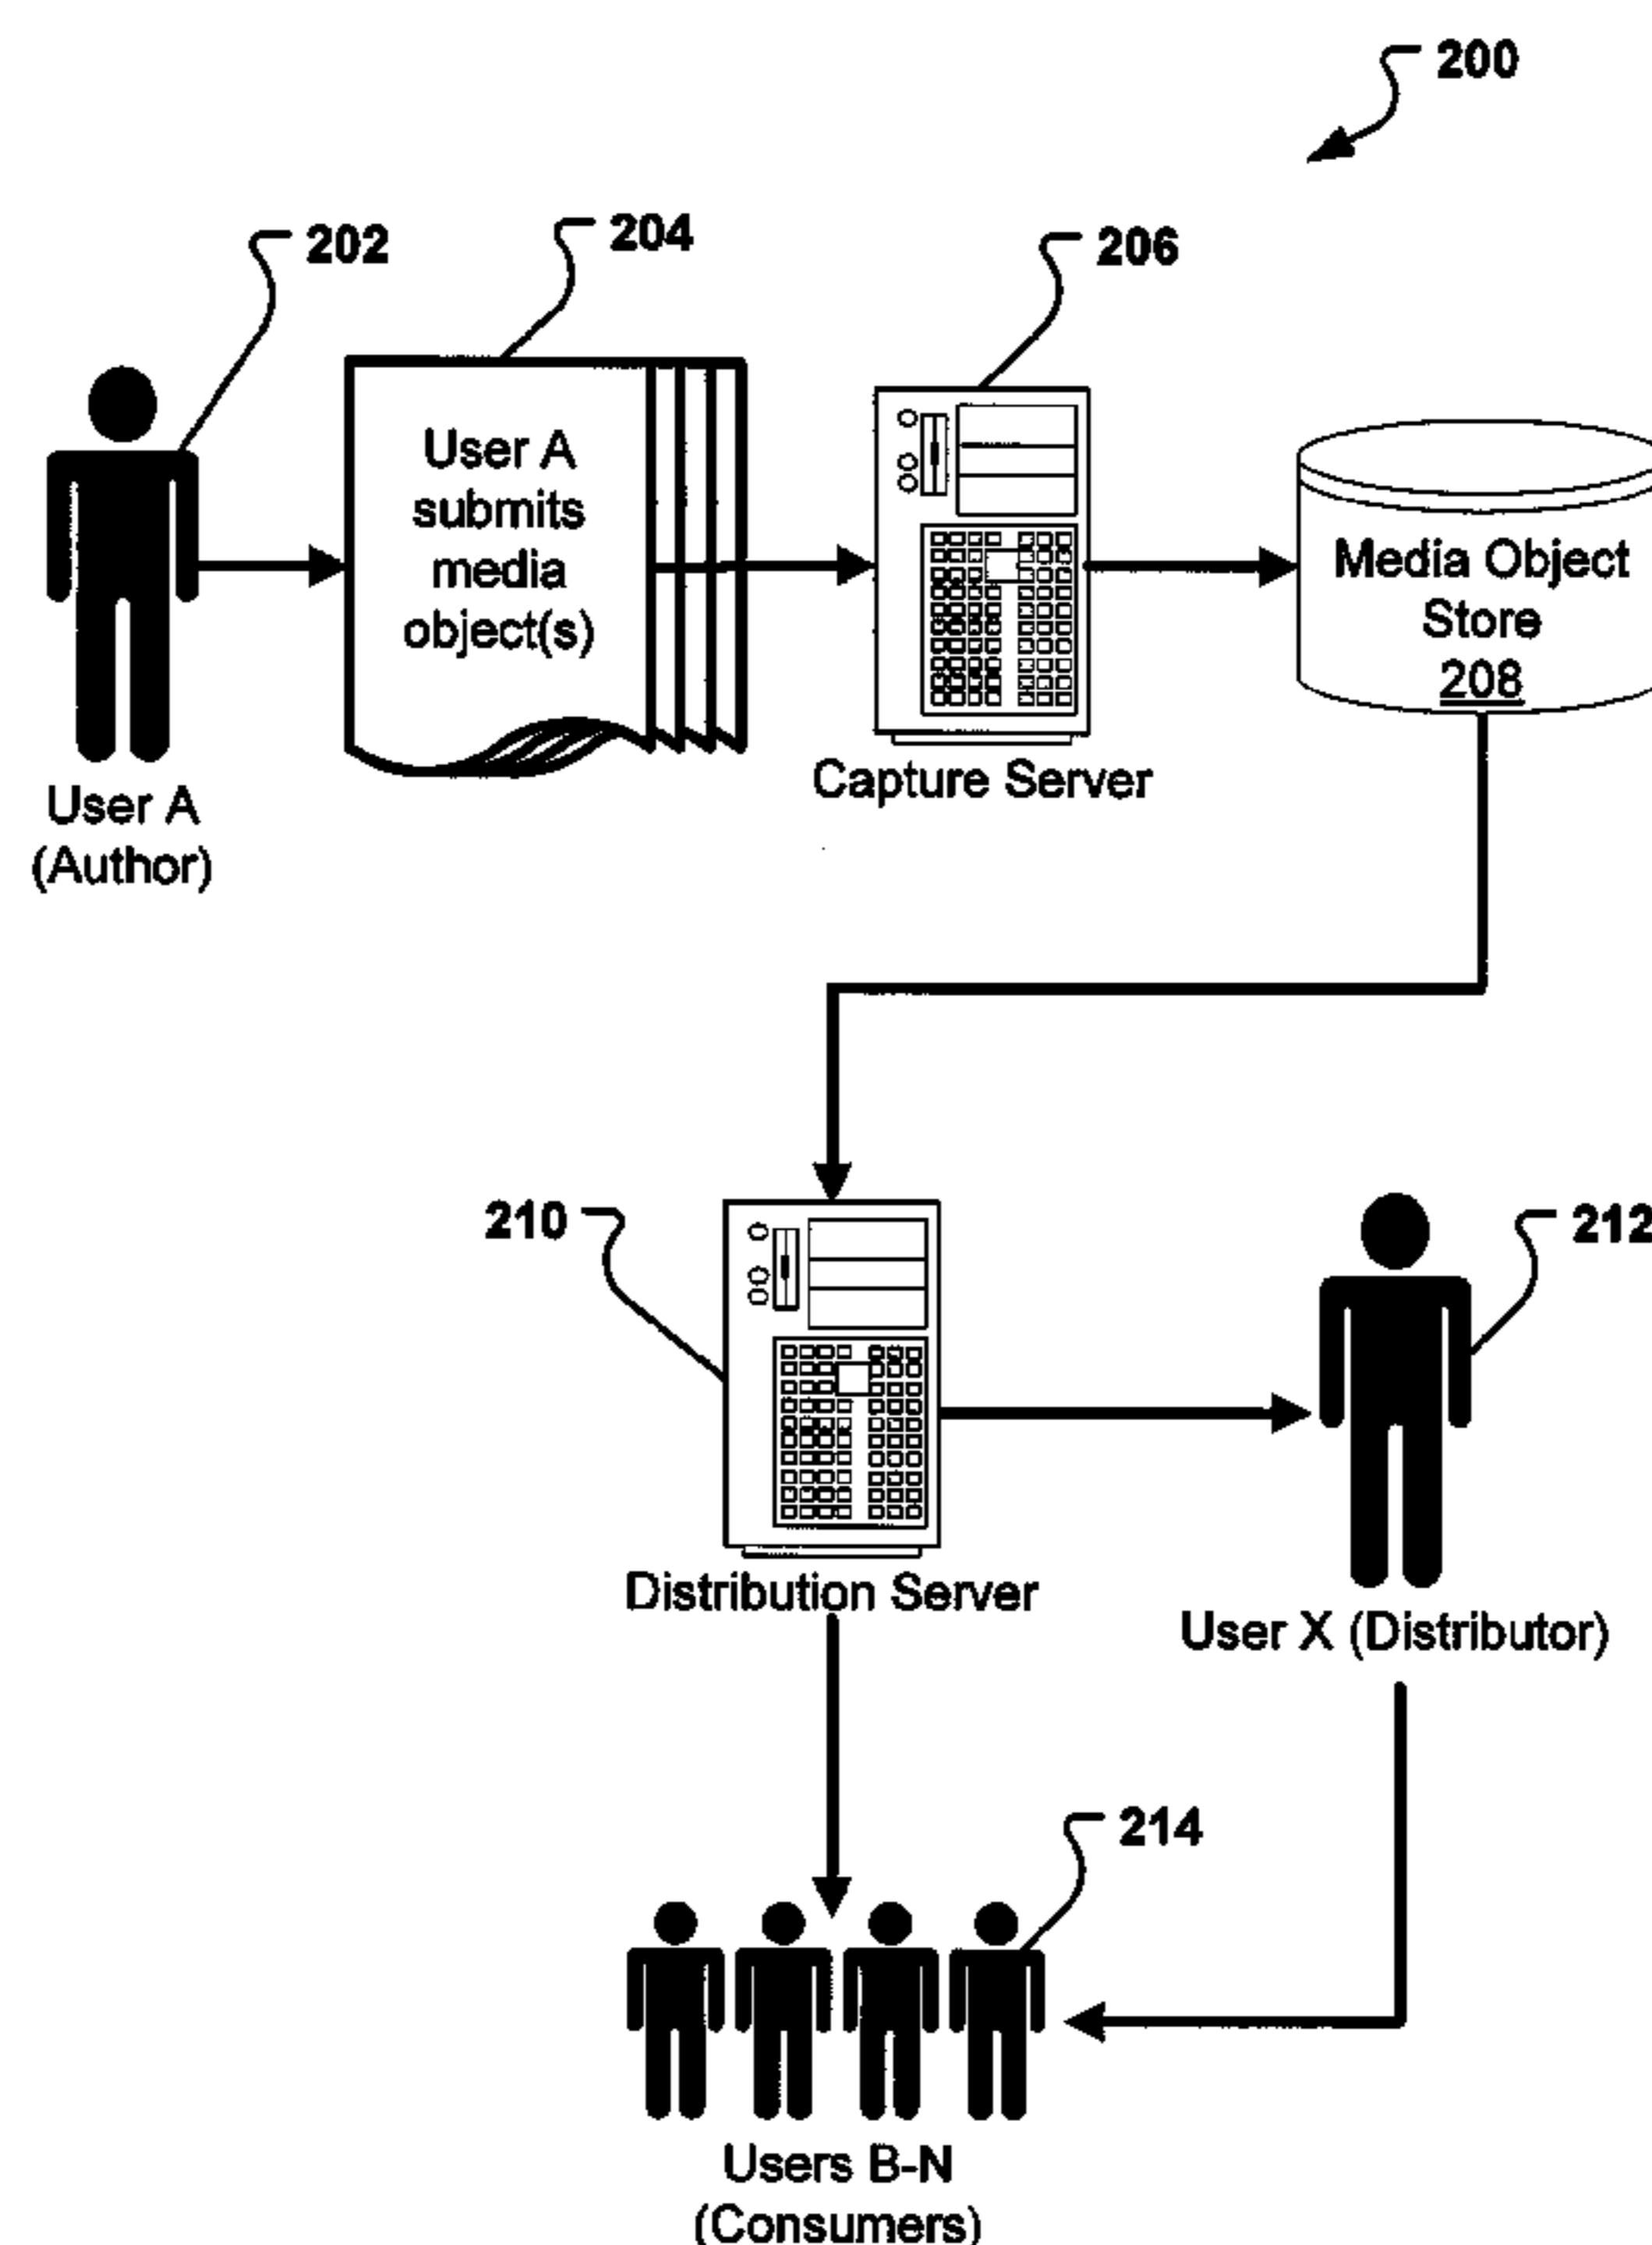 200
202
204
206
User A
submits
media
object(s)
Media Object
Store
208
Capture Server
User A
(Author)
210
212
Distribution Server
User X (Distributor)
214
Users B-N
(Consumers)